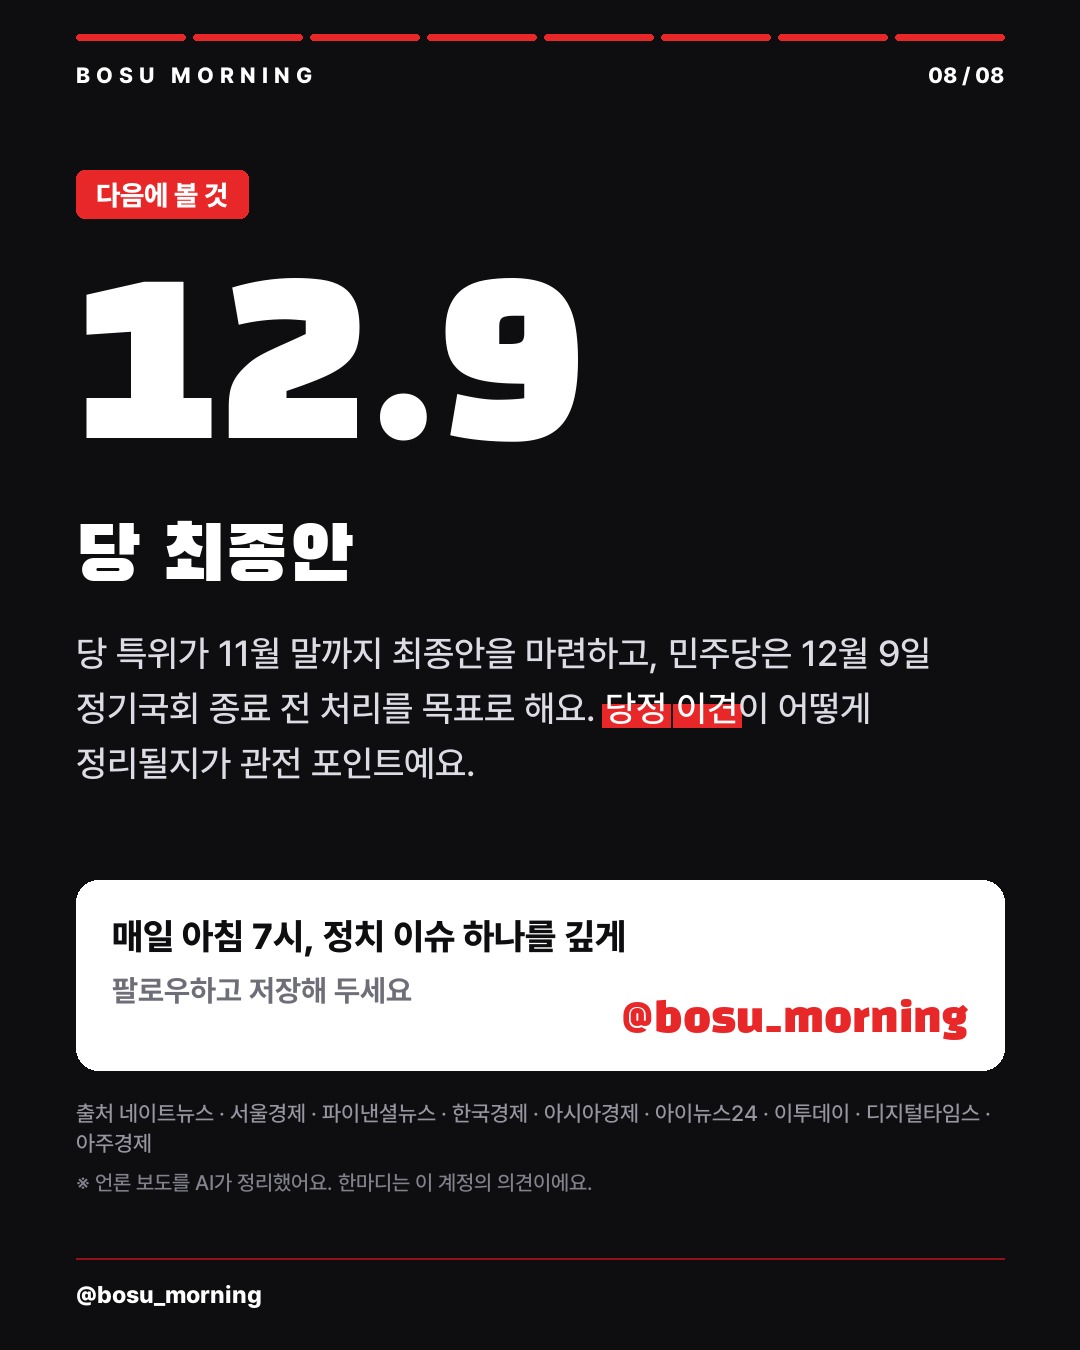 BOSU MORNING
08 / 08
다음에 볼 것
12.9
당 최종안
당 특위가 11월 말까지 최종안을 마련하고, 민주당은 12월 9일
정기국회 종료 전 처리를 목표로 해요. 당정 이견이 어떻게
정리될지가 관전 포인트예요.
매일 아침 7시, 정치 이슈 하나를 깊게
팔로우하고 저장해 두세요
@bosu_morning
출처 네이트뉴스 · 서울경제 · 파이낸셜뉴스 · 한국경제 · 아시아경제 · 아이뉴스24 · 이투데이 · 디지털타임스 ·
아주경제
※ 언론 보도를 AI가 정리했어요. 한마디는 이 계정의 의견이에요.
@bosu_morning